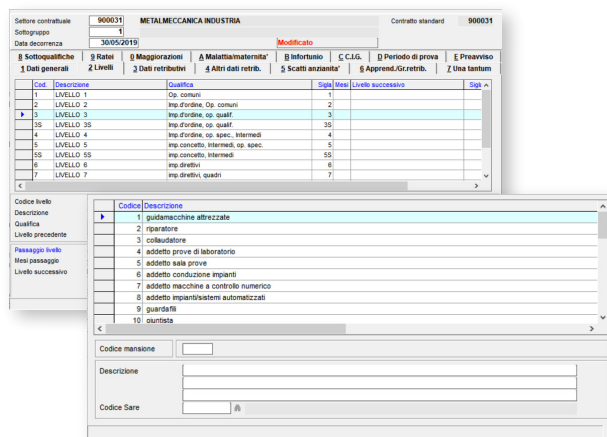 Settore contrattuale 900031 METALMECCANICA INDUSTRIA Contratto standard 900031
Sottogruppo 1
Data decorrenza 30/05/2019 Modificato
8 Sottoqualifiche 9 Ratei 0 Maggiorazioni A Malattia/maternita' B Infortunio C C.I.G. D Periodo di prova E Preavviso
1 Dati generali 2 Livelli 3 Dati retributivi 4 Altri dati retrib. 5 Scatti anzianita' 6 Apprend./Gr.retrib. 7 Una tantum
Cod. Descrizione Qualifica Sigla Mesi Livello successivo Sigla
1 LIVELLO 1 Op. comuni 1
2 LIVELLO 2 Imp.d'ordine, Op. comuni 2
3 LIVELLO 3 Imp.d'ordine, op. qualif. 3
3S LIVELLO 3S Imp.d'ordine, op. qualif. 3S
4 LIVELLO 4 Imp.d'ordine, op. spec., Intermedi 4
5 LIVELLO 5 imp.concetto, Intermedi, op. spec. 5
5S LIVELLO 5S imp.concetto, Intermedi 5S
6 LIVELLO 6 imp.direttivi 6
7 LIVELLO 7 imp.direttivi, quadri 7
Codice livello
Descrizione
Qualifica
Livello precedente
Passaggio livello
Mesi passaggio
Livello successivo
Codice Descrizione
1 guidamacchine attrezzate
2 riparatore
3 collaudatore
4 addetto prove di laboratorio
5 addetto sala prove
6 addetto conduzione impianti
7 addetto macchine a controllo numerico
8 addetto impianti/sistemi automatizzati
9 guardafili
10 giuntista
Codice mansione
Descrizione
Codice Sare